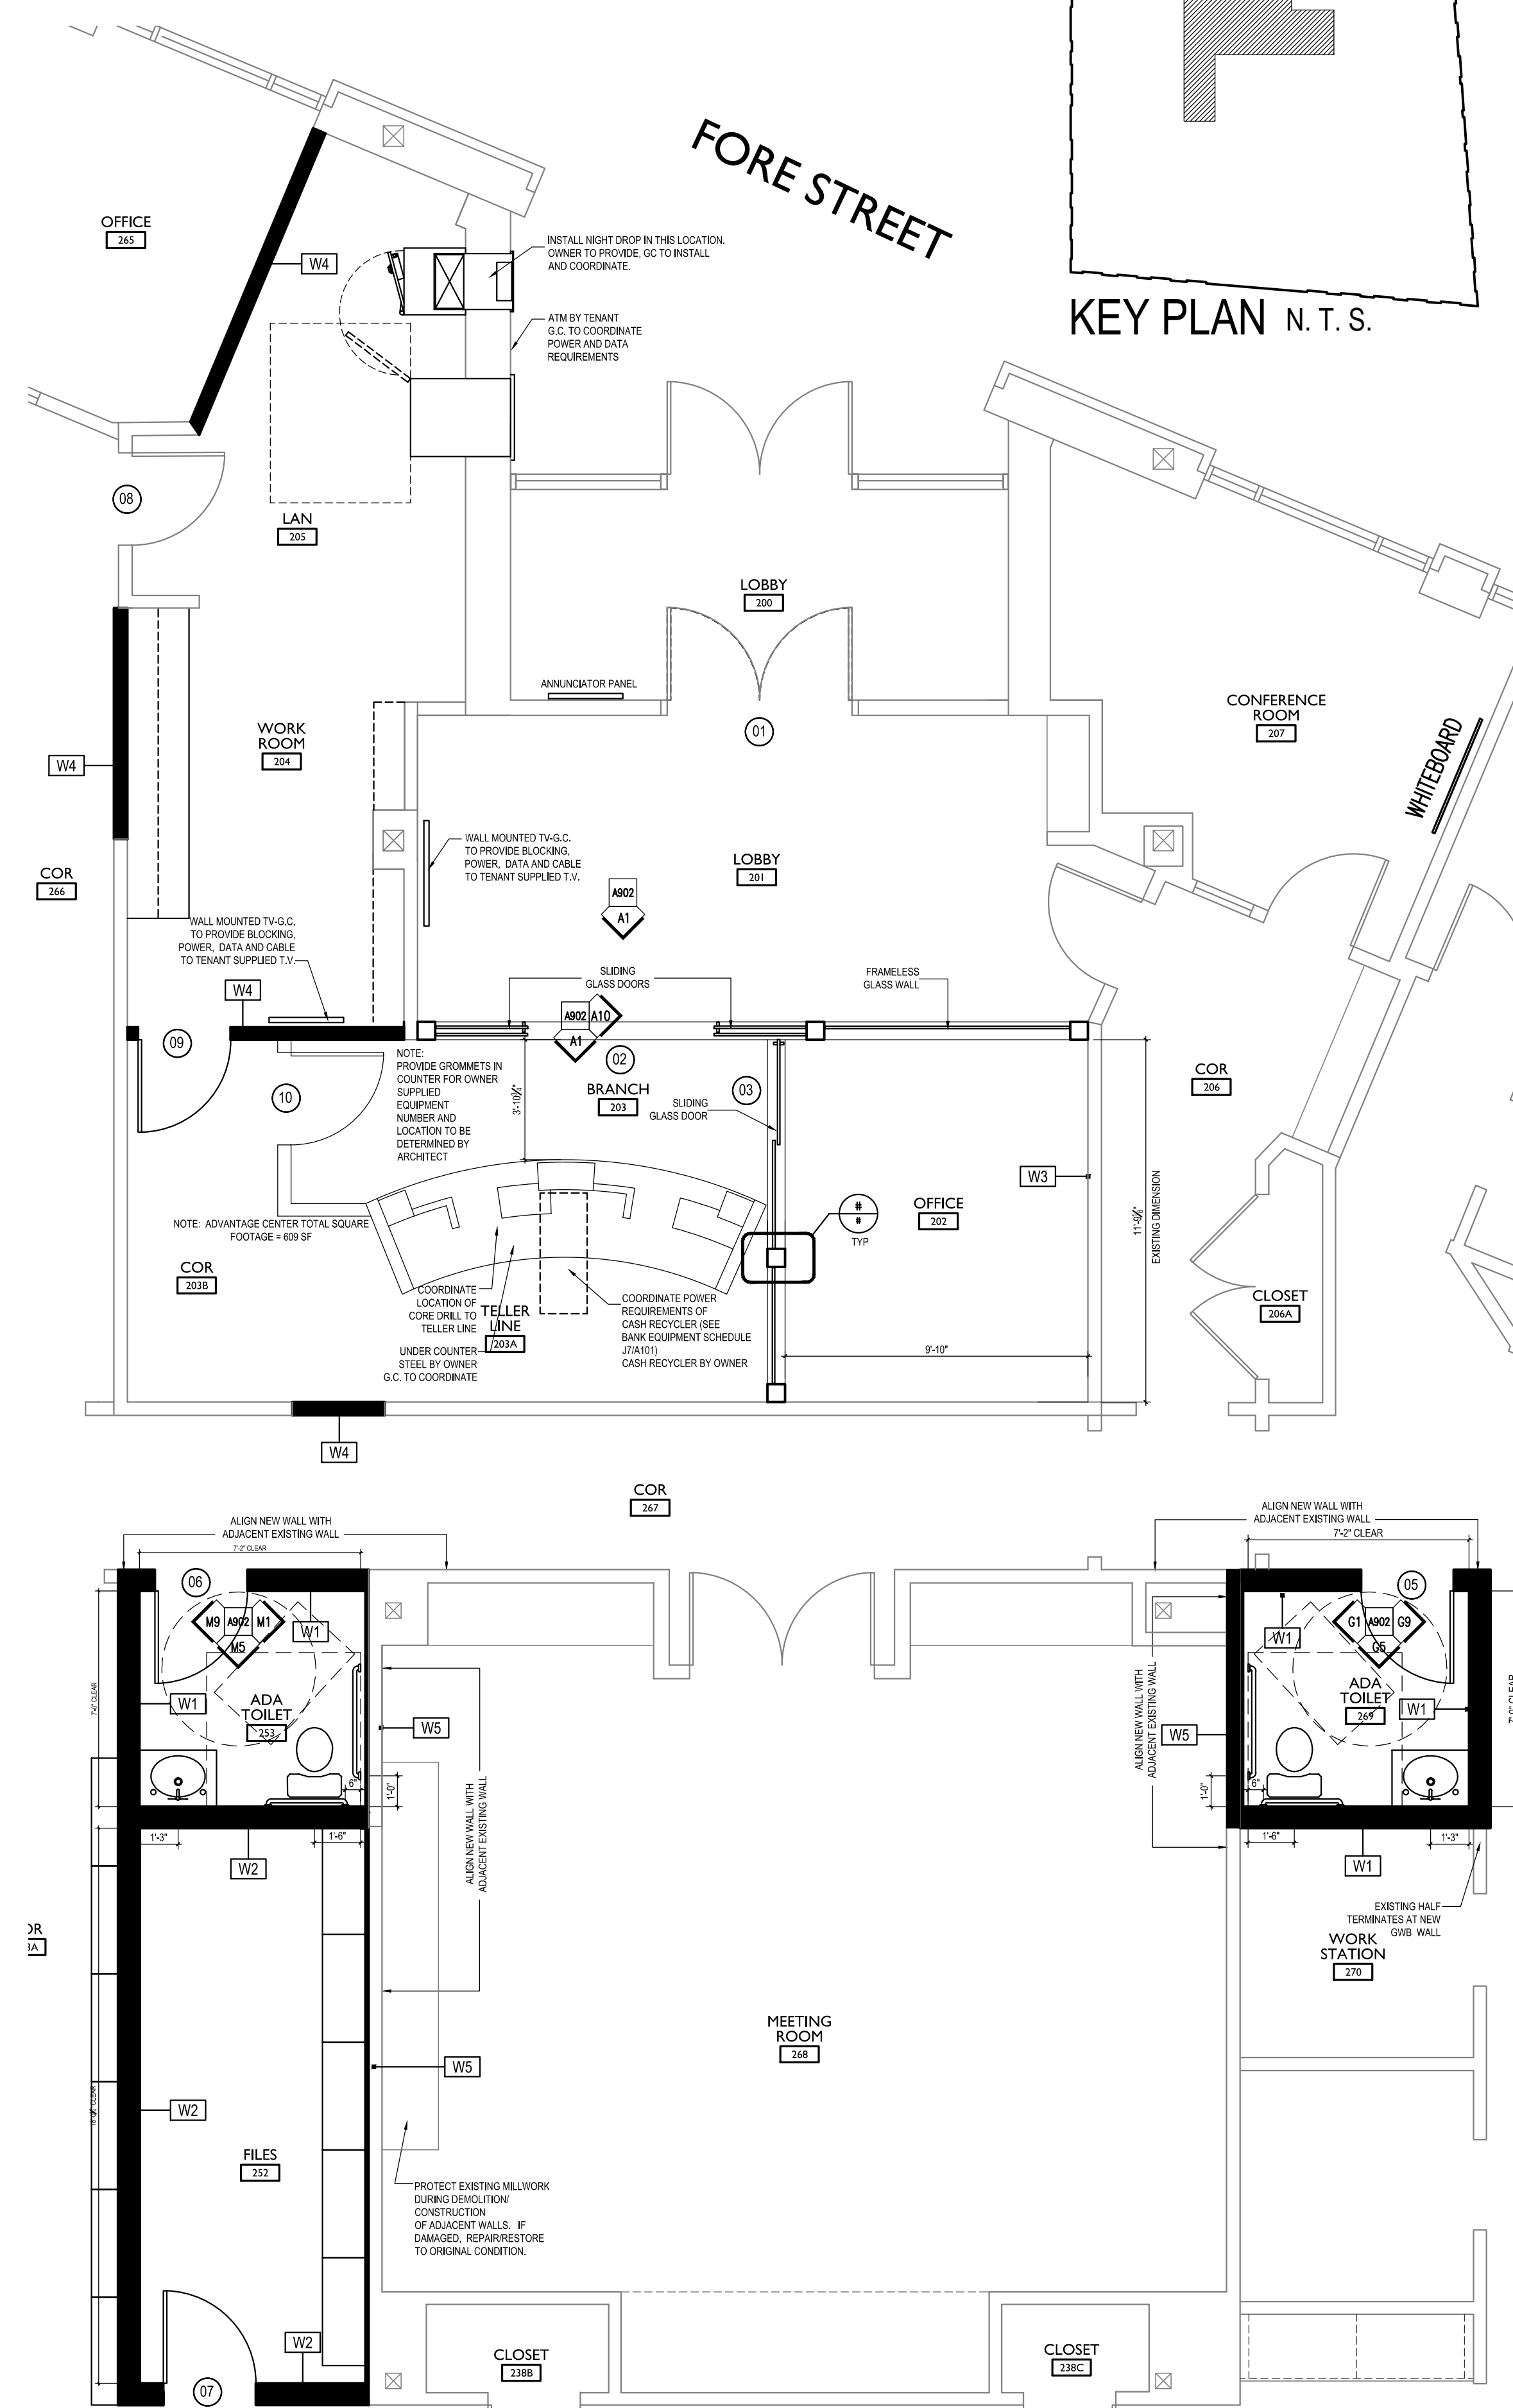 FORE STREET
KEY PLAN N. T. S.
OFFICE
265
W4
INSTALL NIGHT DROP IN THIS LOCATION.
OWNER TO PROVIDE, GC TO INSTALL
AND COORDINATE.
ATM BY TENANT
G.C. TO COORDINATE
POWER AND DATA
REQUIREMENTS
08
LAN
205
LOBBY
200
ANNUNCIATOR PANEL
01
CONFERENCE
ROOM
207
WHITEBOARD
WORK
ROOM
204
W4
WALL MOUNTED TV-G.C.
TO PROVIDE BLOCKING,
POWER, DATA AND CABLE
TO TENANT SUPPLIED T.V.
LOBBY
201
COR
266
A902
A1
WALL MOUNTED TV-G.C.
TO PROVIDE BLOCKING,
POWER, DATA AND CABLE
TO TENANT SUPPLIED T.V.
SLIDING
GLASS DOORS
FRAMELESS
GLASS WALL
W4
A902
A10
A1
09
02
NOTE:
PROVIDE GROMMETS IN
COUNTER FOR OWNER
SUPPLIED
EQUIPMENT
NUMBER AND
LOCATION TO BE
DETERMINED BY
ARCHITECT
3'-10¾"
BRANCH
203
03
SLIDING
GLASS DOOR
10
COR
206
W3
11'-9⅛"
EXISTING DIMENSION
OFFICE
202
#
#
TYP
NOTE: ADVANTAGE CENTER TOTAL SQUARE
FOOTAGE = 609 SF
COR
203B
COORDINATE
LOCATION OF
CORE DRILL TO
TELLER LINE
TELLER
LINE
203A
UNDER COUNTER
STEEL BY OWNER
G.C. TO COORDINATE
COORDINATE POWER
REQUIREMENTS OF
CASH RECYCLER (SEE
BANK EQUIPMENT SCHEDULE
J7/A101)
CASH RECYCLER BY OWNER
9'-10"
CLOSET
206A
W4
COR
267
ALIGN NEW WALL WITH
ADJACENT EXISTING WALL
7'-2" CLEAR
ALIGN NEW WALL WITH
ADJACENT EXISTING WALL
7'-2" CLEAR
06
M9
A902
M1
M5
W1
05
G1
A902
G9
G5
W1
7'-0" CLEAR
W1
ADA
TOILET
253
W5
ALIGN NEW WALL WITH
ADJACENT EXISTING WALL
ALIGN NEW WALL WITH
ADJACENT EXISTING WALL
W5
ADA
TOILET
269
W1
7'-0" CLEAR
6"
1'-0"
1'-0"
6"
1'-3"
1'-6"
W2
1'-6"
1'-3"
W1
EXISTING HALF
TERMINATES AT NEW
GWB WALL
WORK
STATION
270
MEETING
ROOM
268
W5
W2
CLEAR
FILES
252
PROTECT EXISTING MILLWORK
DURING DEMOLITION/
CONSTRUCTION
OF ADJACENT WALLS. IF
DAMAGED, REPAIR/RESTORE
TO ORIGINAL CONDITION.
W2
07
CLOSET
238B
CLOSET
238C